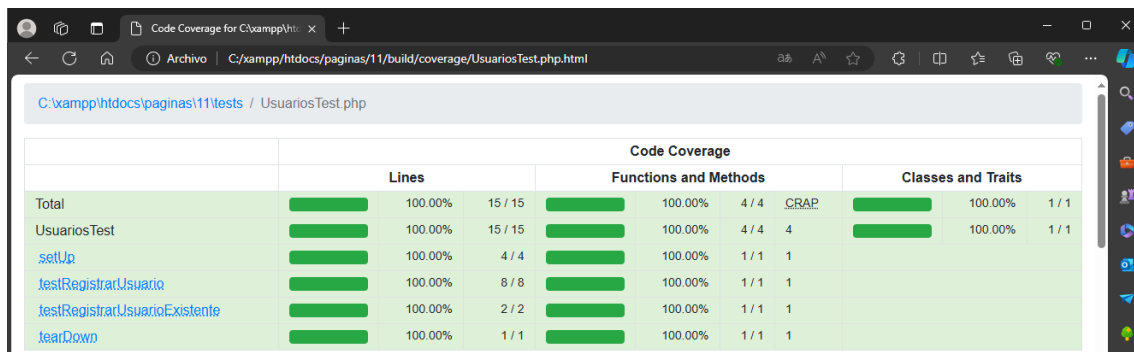 Code Coverage for C:\xampp\htdo
Archivo C:/xampp/htdocs/paginas/11/build/coverage/UsuariosTest.php.html
C:\xampp\htdocs\paginas\11\tests / UsuariosTest.php
Code Coverage
Lines Functions and Methods Classes and Traits
Total 100.00% 15 / 15 100.00% 4 / 4 CRAP 100.00% 1 / 1
UsuariosTest 100.00% 15 / 15 100.00% 4 / 4 4 100.00% 1 / 1
setUp 100.00% 4 / 4 100.00% 1 / 1 1
testRegistrarUsuario 100.00% 8 / 8 100.00% 1 / 1 1
testRegistrarUsuarioExistente 100.00% 2 / 2 100.00% 1 / 1 1
tearDown 100.00% 1 / 1 100.00% 1 / 1 1